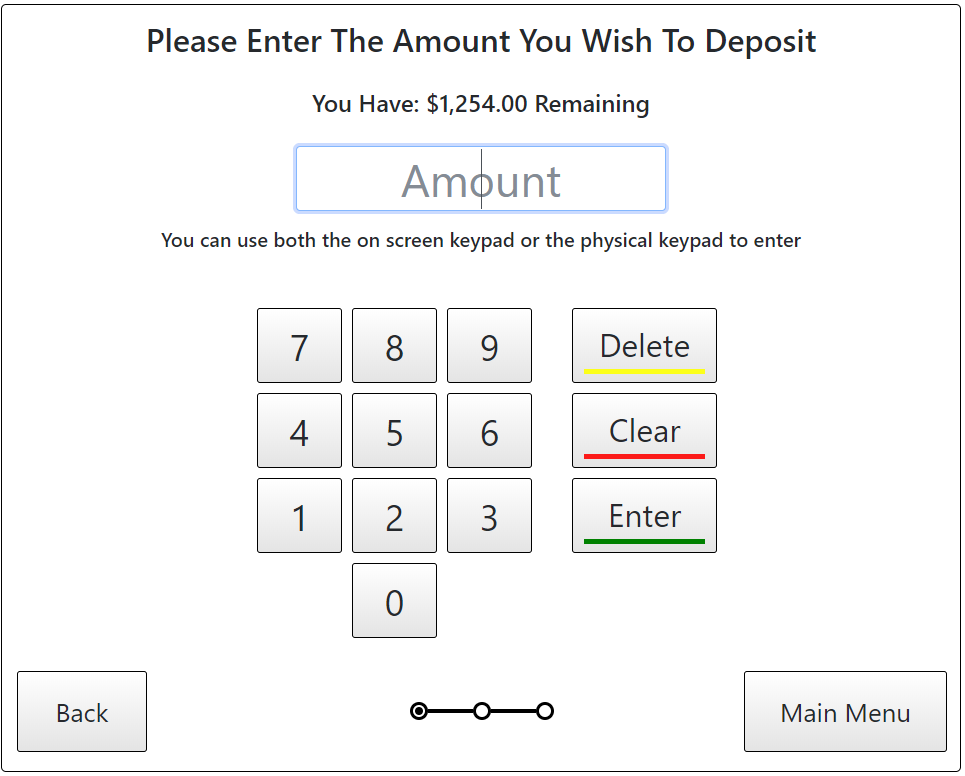 Please Enter The Amount You Wish To Deposit
You Have: $1,254.00 Remaining
Amount
You can use both the on screen keypad or the physical keypad to enter
7 8 9 Delete
4 5 6 Clear
1 2 3 Enter
0
Back Main Menu